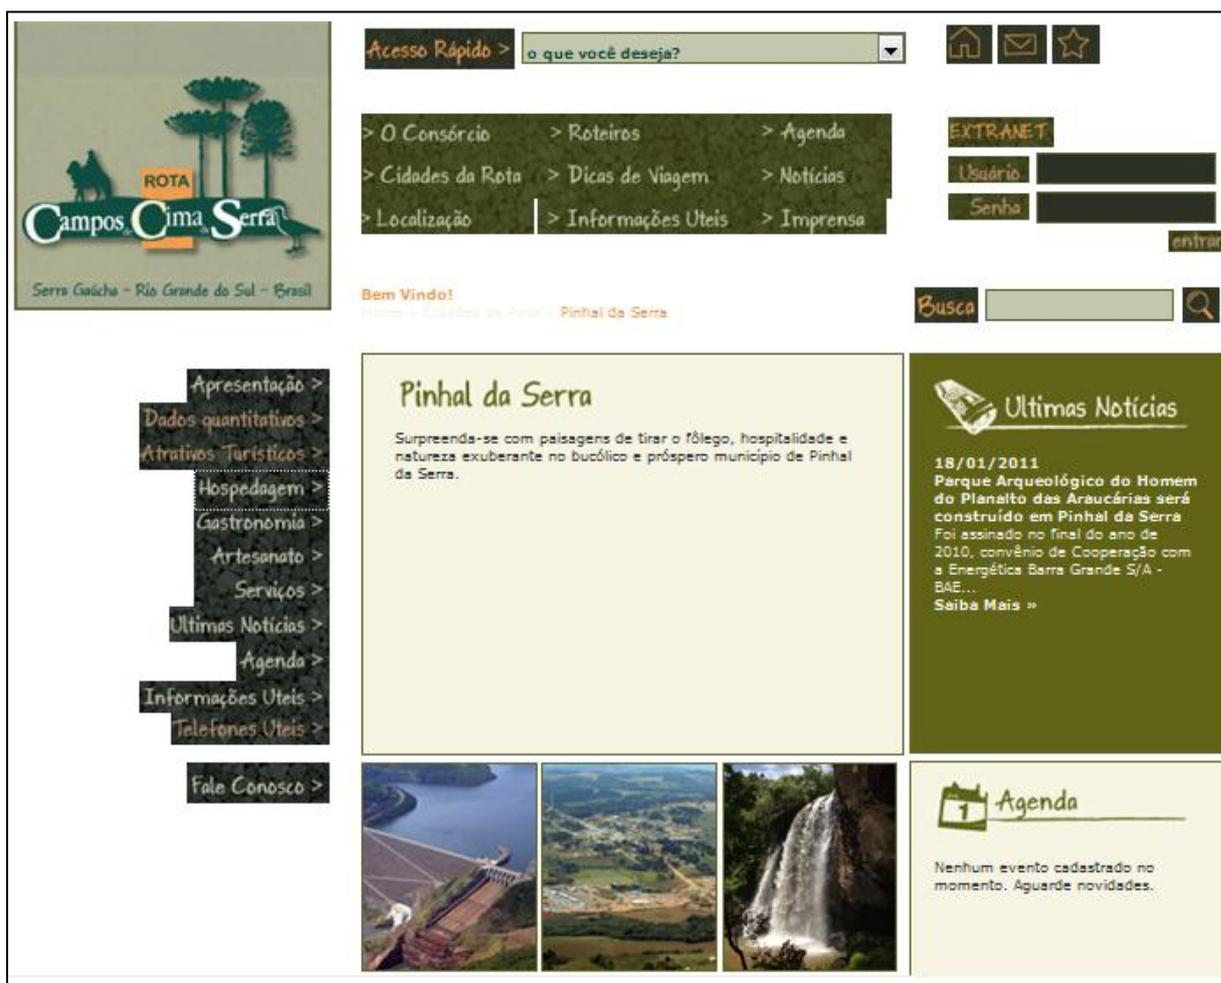 Acesso Rápido >
o que você deseja?
ROTA
Campos de Cima da Serra
Serra Gaúcha - Rio Grande do Sul - Brasil
> O Consórcio
> Roteiros
> Agenda
> Cidades da Rota
> Dicas de Viagem
> Notícias
> Localização
> Informações Uteis
> Imprensa
EXTRANET
Usuário
Senha
entrar
Bem Vindo!
Home > Cidades da Rota > Pinhal da Serra
Busca
Apresentação >
Dados quantitativos >
Atrativos Turísticos >
Hospedagem >
Gastronomia >
Artesanato >
Serviços >
Ultimas Notícias >
Agenda >
Informações Uteis >
Telefones Uteis >
Fale Conosco >
Pinhal da Serra
Surpreenda-se com paisagens de tirar o fôlego, hospitalidade e
natureza exuberante no bucólico e próspero município de Pinhal
da Serra.
Ultimas Notícias
18/01/2011
Parque Arqueológico do Homem
do Planalto das Araucárias será
construído em Pinhal da Serra
Foi assinado no final do ano de
2010, convênio de Cooperação com
a Energética Barra Grande S/A -
BAE...
Saiba Mais »
1
Agenda
Nenhum evento cadastrado no
momento. Aguarde novidades.